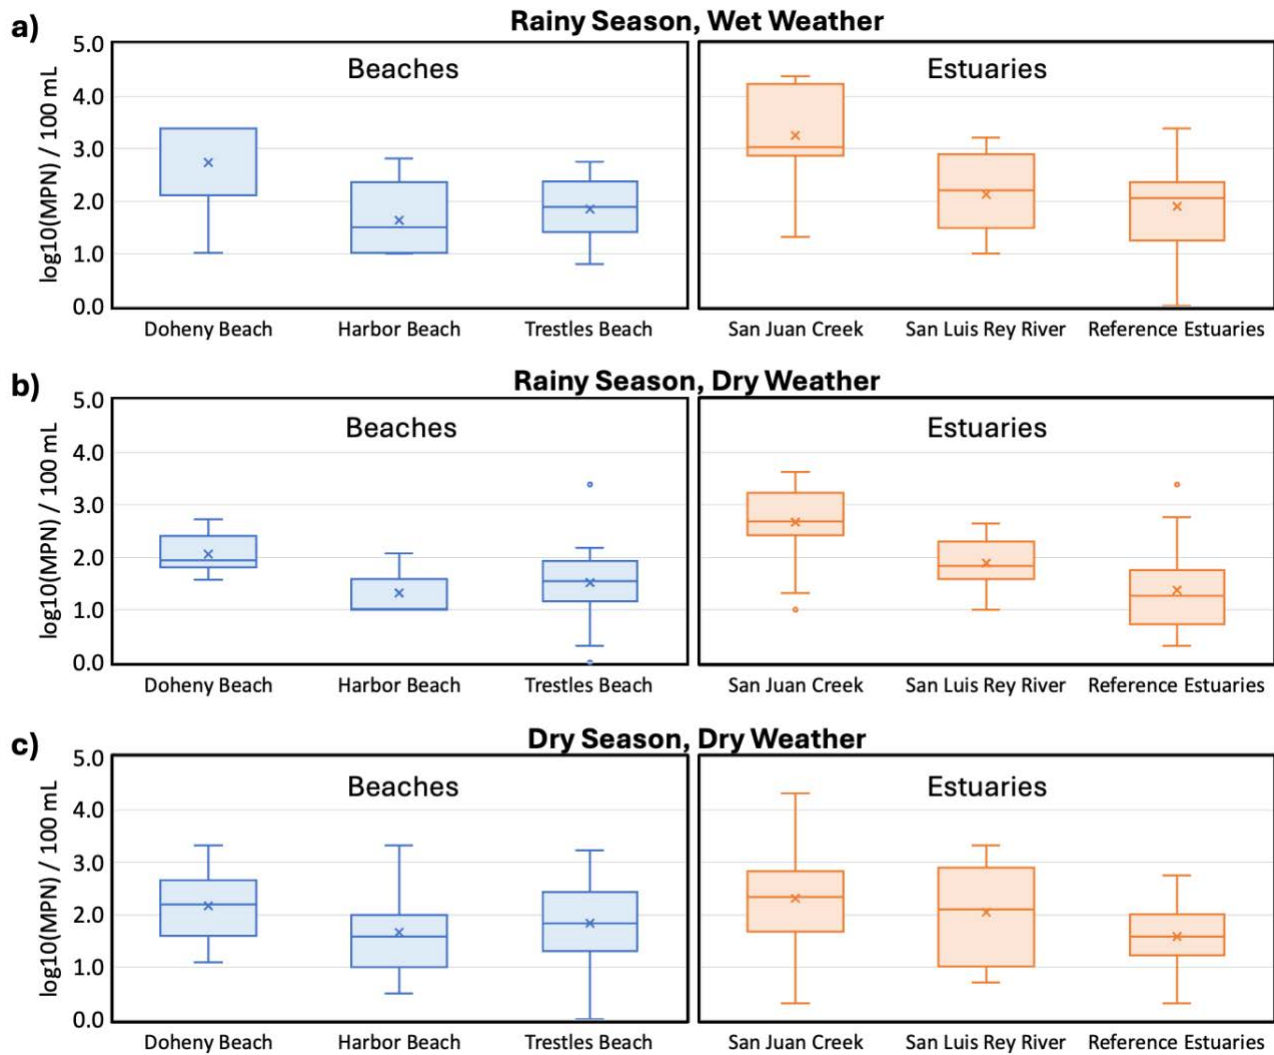 a)
Rainy Season, Wet Weather
log10(MPN) / 100 mL
5.0
4.0
3.0
2.0
1.0
0.0
Beaches
Estuaries
Doheny Beach
Harbor Beach
Trestles Beach
San Juan Creek
San Luis Rey River
Reference Estuaries
b)
Rainy Season, Dry Weather
log10(MPN) / 100 mL
5.0
4.0
3.0
2.0
1.0
0.0
Beaches
Estuaries
Doheny Beach
Harbor Beach
Trestles Beach
San Juan Creek
San Luis Rey River
Reference Estuaries
c)
Dry Season, Dry Weather
log10(MPN) / 100 mL
5.0
4.0
3.0
2.0
1.0
0.0
Beaches
Estuaries
Doheny Beach
Harbor Beach
Trestles Beach
San Juan Creek
San Luis Rey River
Reference Estuaries